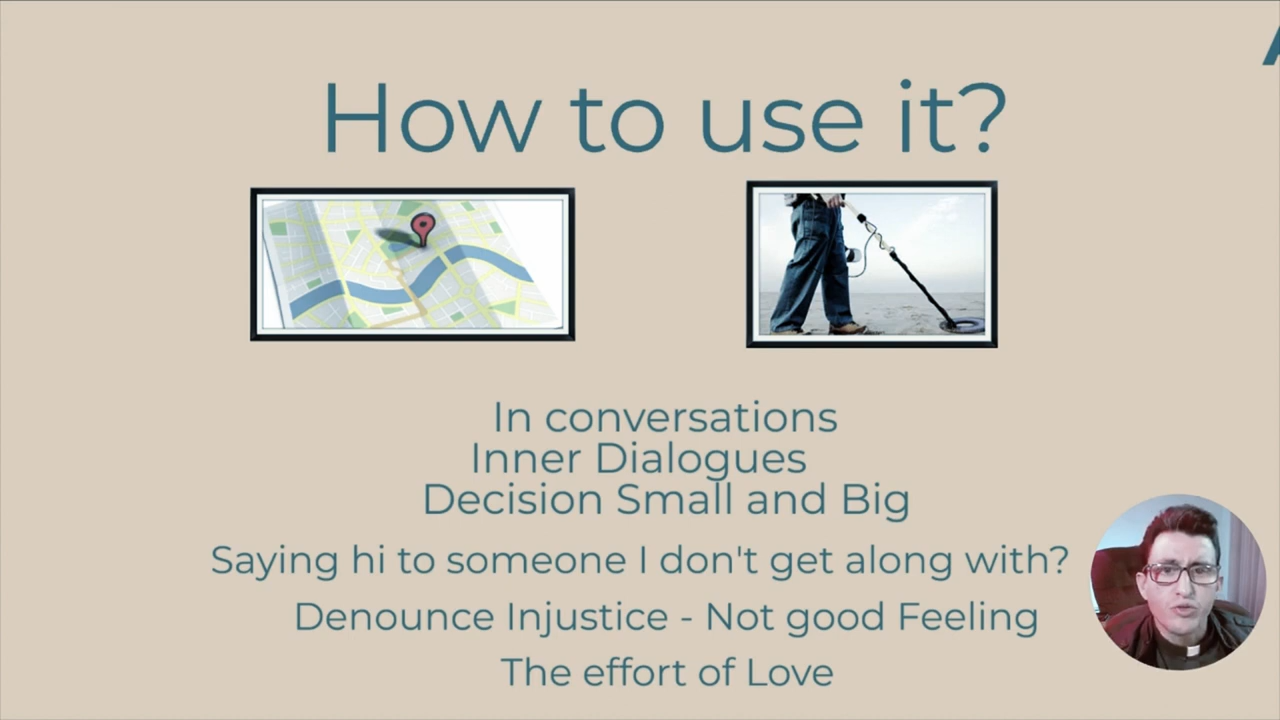 How to use it?
In conversations
Inner Dialogues
Decision Small and Big
Saying hi to someone I don't get along with?
Denounce Injustice - Not good Feeling
The effort of Love